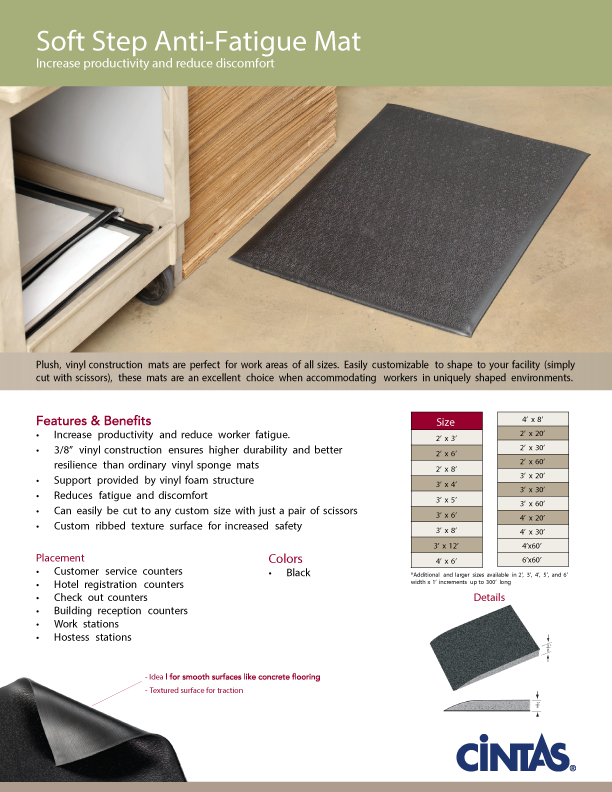 Soft Step Anti-Fatigue Mat
Increase productivity and reduce discomfort
Plush, vinyl construction mats are perfect for work areas of all sizes. Easily customizable to shape to your facility (simply
cut with scissors), these mats are an excellent choice when accommodating workers in uniquely shaped environments.
Features & Benefits
• Increase productivity and reduce worker fatigue.
• 3/8” vinyl construction ensures higher durability and better
resilience than ordinary vinyl sponge mats
• Support provided by vinyl foam structure
• Reduces fatigue and discomfort
• Can easily be cut to any custom size with just a pair of scissors
• Custom ribbed texture surface for increased safety
Placement
• Customer service counters
• Hotel registration counters
• Check out counters
• Building reception counters
• Work stations
• Hostess stations
Colors
• Black
Size
2’ x 3’
2’ x 6’
2’ x 8’
3’ x 4’
3’ x 5’
3’ x 6’
3’ x 8’
3’ x 12’
4’ x 6’
4’ x 8’
2’ x 20’
2’ x 30’
2’ x 60’
3’ x 20’
3’ x 30’
3’ x 60’
4’ x 20’
4’ x 30’
4’x60’
6’x60’
*Additional and larger sizes available in 2’, 3’, 4’, 5’, and 6’
width x 1’ increments up to 300’ long
Details
- Idea l for smooth surfaces like concrete flooring
- Textured surface for traction
CINTAS®